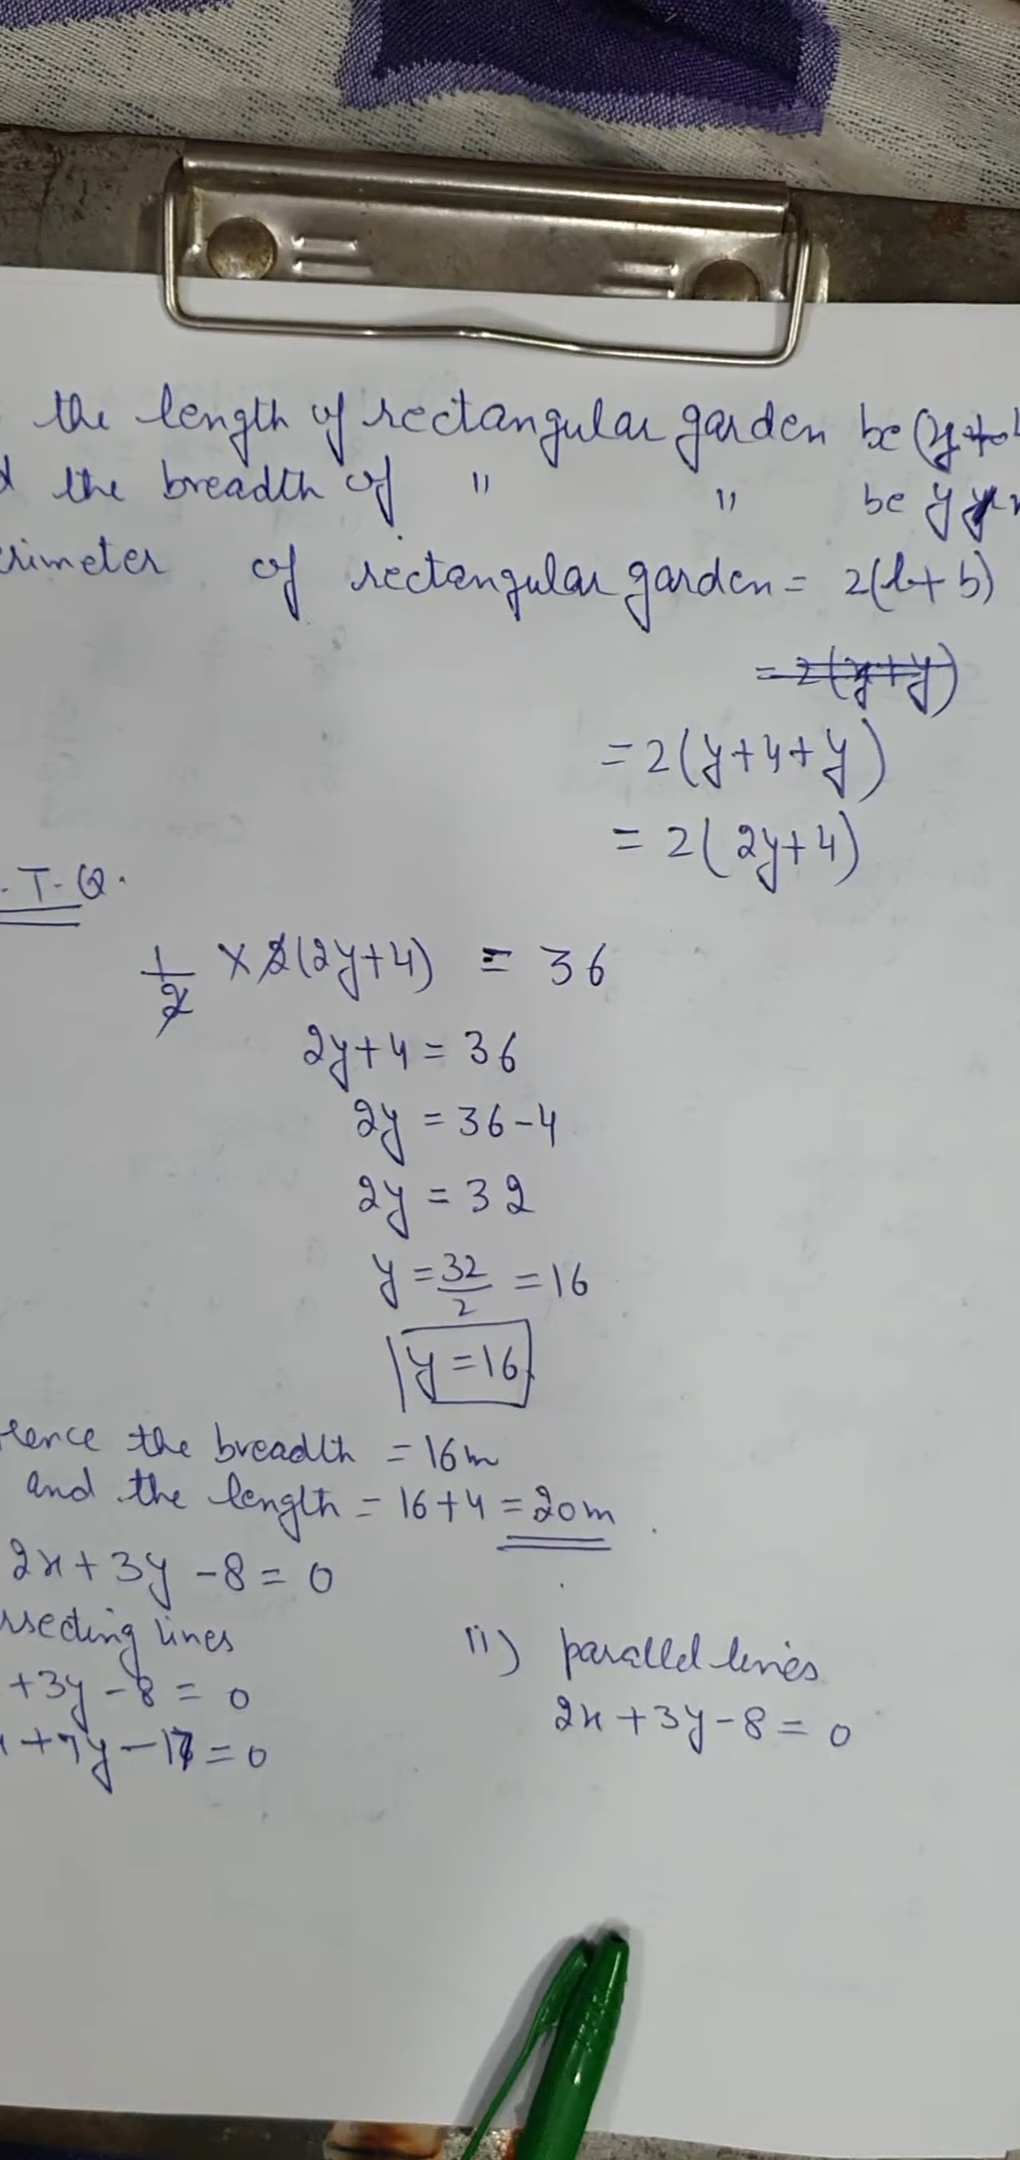 the length of rectangular garden be (y+
the breadth of " " be y
rimeter of rectangular garden = 2(l+b)
= 2(y+y)
= 2(y+4+y)
= 2(2y+4)
.T.Q.
1/2 × 2(2y+4) = 36
2y+4 = 36
2y = 36-4
2y = 32
y = 32/2 = 16
y = 16
Hence the breadth = 16m
and the length = 16+4 = 20m.
2x+3y-8=0
rsecting lines
+3y-8=0
+7y-17=0
ii) parallel lines
2x+3y-8=0